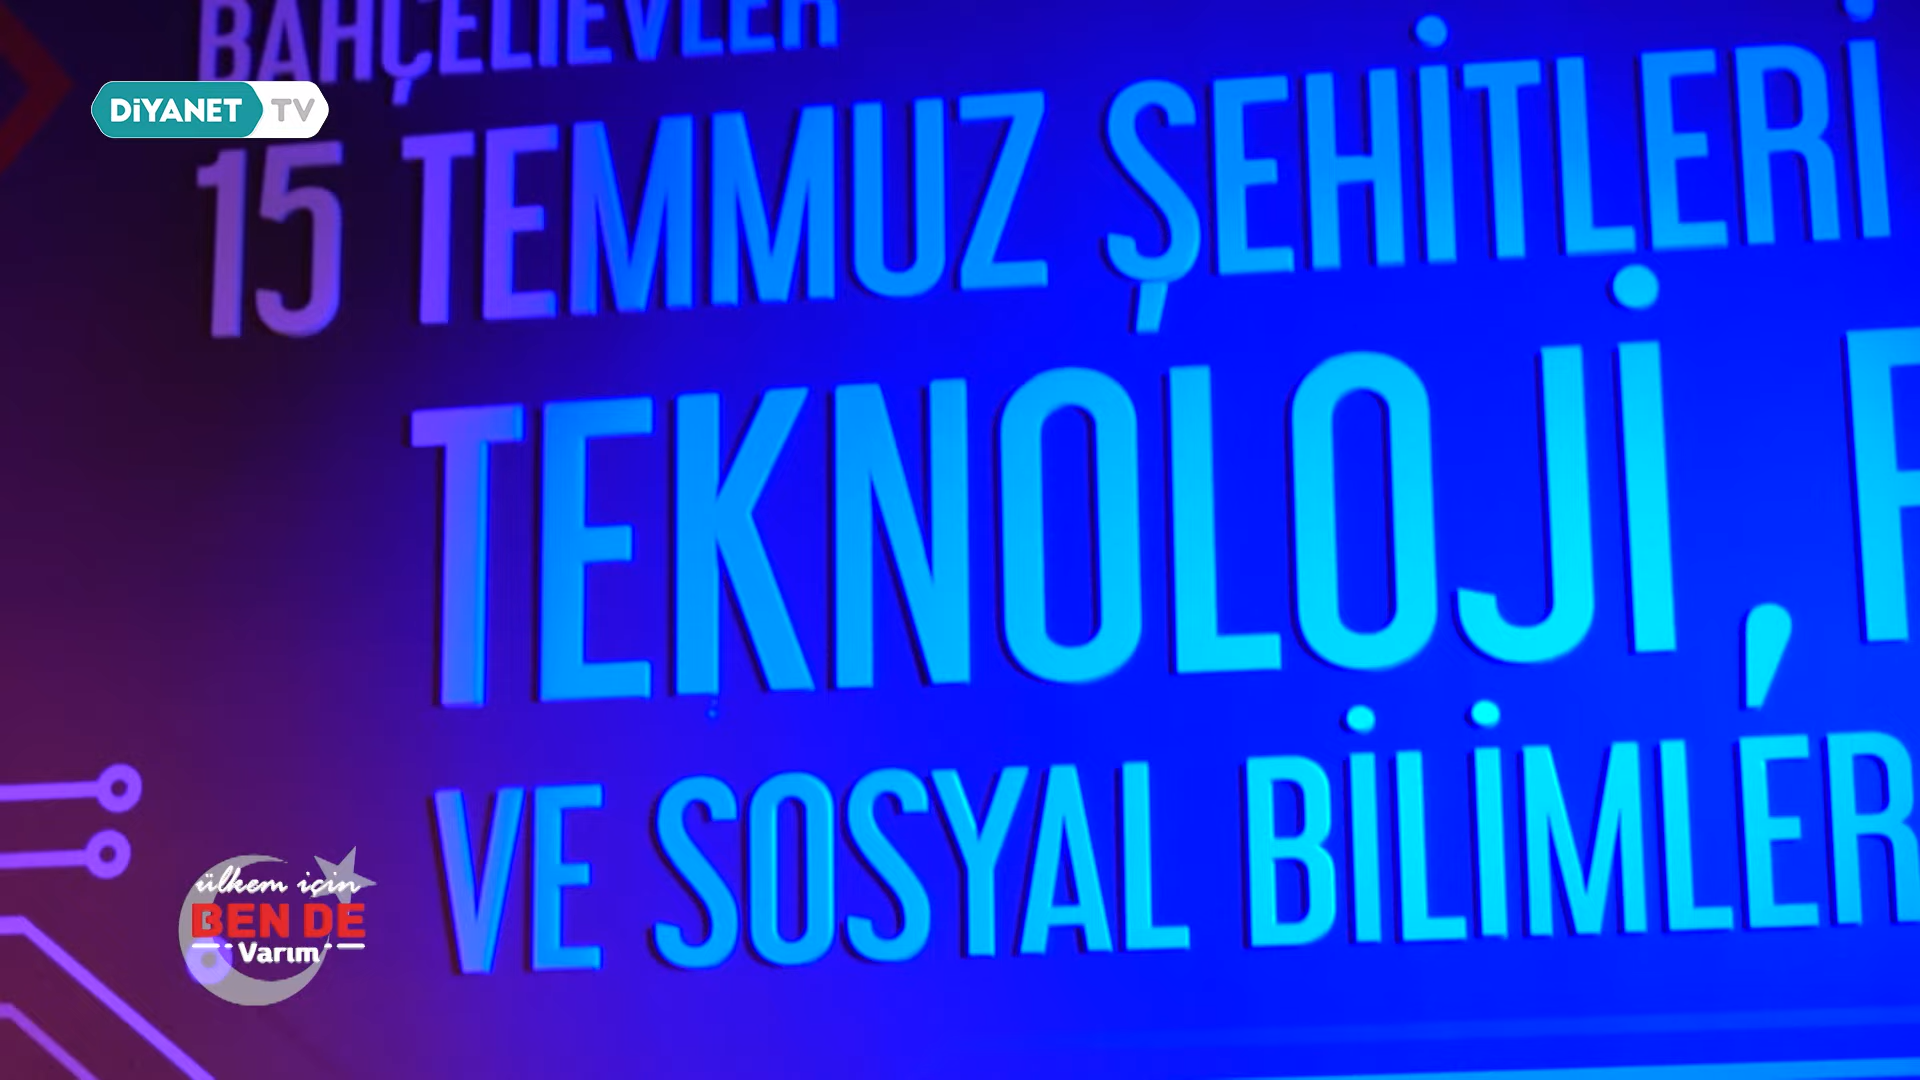 BAHÇELİEVLER
DİYANET TV
15 TEMMUZ ŞEHİTLERİ
TEKNOLOJİ,
VE SOSYAL BİLİMLER
ülkem için
BEN DE
Varım